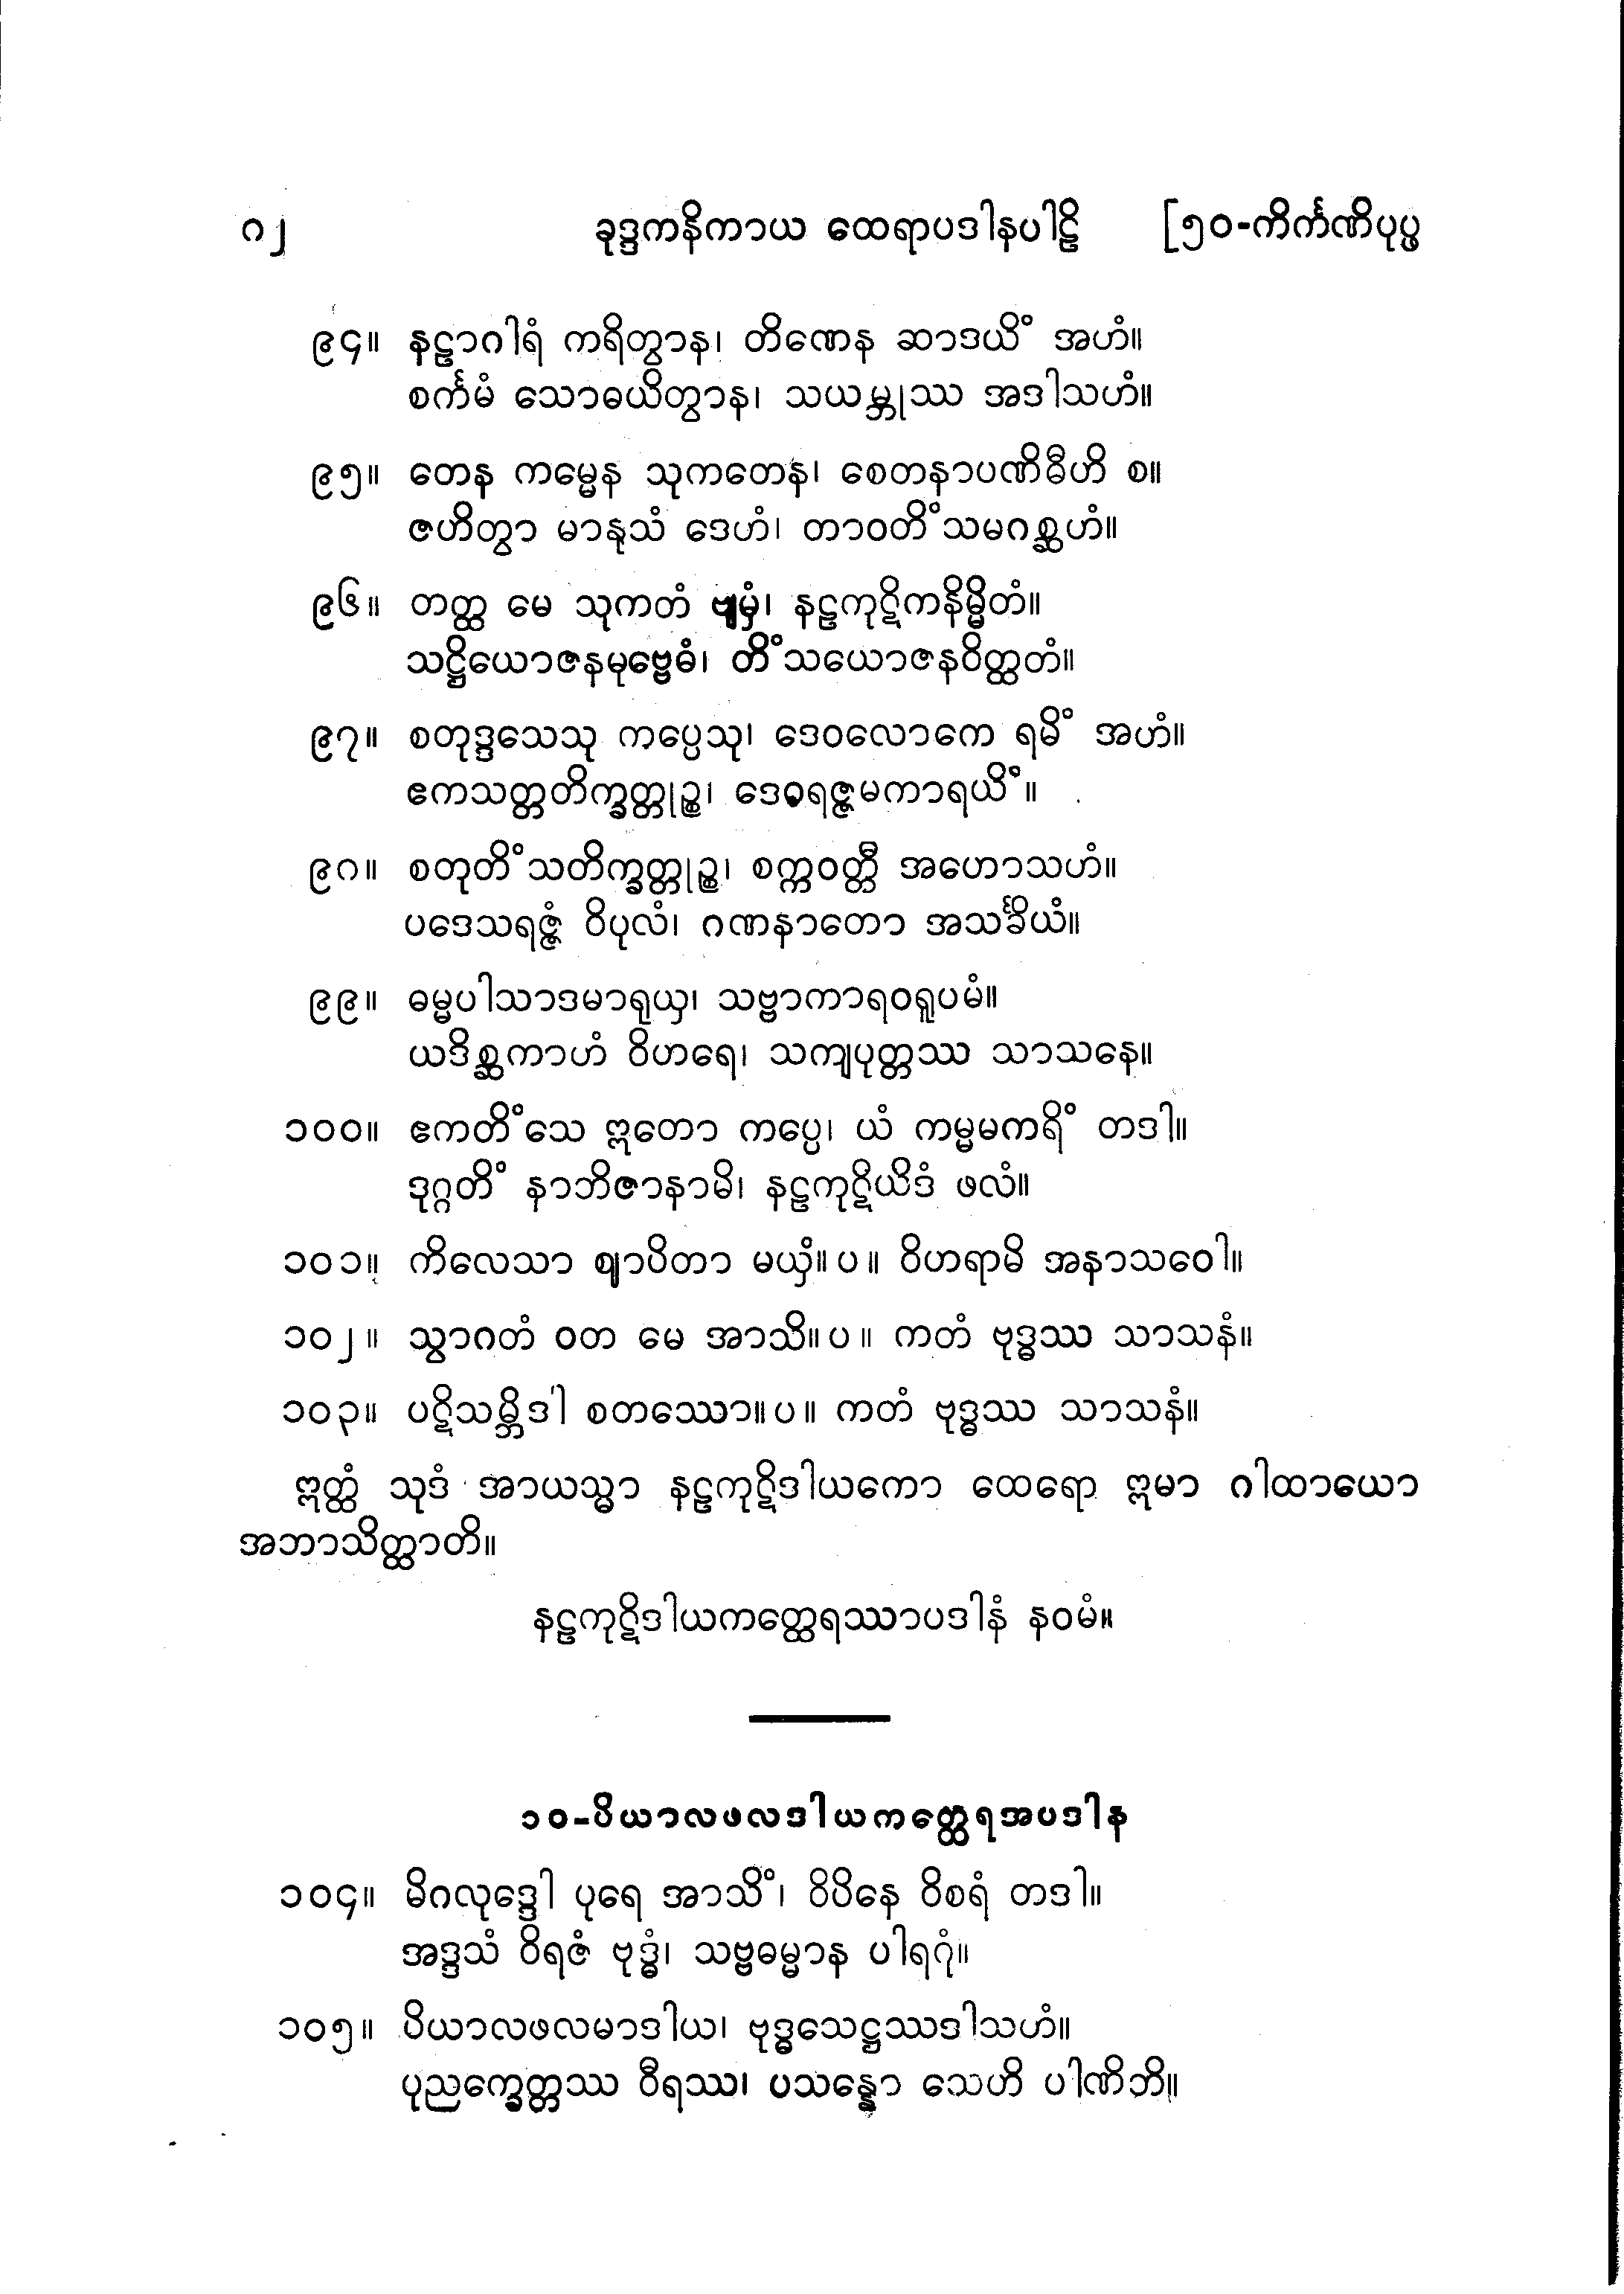 ၈၂ ခုဒ္ဒကနိကာယ ထေရာပဒါနပါဠိ [၅၀-ကိင်္ကဏိပုပ္ဖ
၉၄။ နဠာဂါရံ ကရိတွာန၊ တိဏေန ဆာဒယိံ အဟံ။
စင်္ကမံ သောဓယိတွာန၊ သယမ္ဘုဿ အဒါသဟံ။
၉၅။ တေန ကမ္မေန သုကတေန၊ စေတနာပဏိဓီဟိ စ။
ဇဟိတွာ မာနုသံ ဒေဟံ၊ တာဝတိံသမဂစ္ဆဟံ။
၉၆။ တတ္ထ မေ သုကတံ ဗျမှံ၊ နဠကုဋိကနိမ္မိတံ။
သဋ္ဌိယောဇနမုဗ္ဗေဓံ၊ တိံသယောဇနဝိတ္ထတံ။
၉၇။ စတုဒ္ဒသေသု ကပ္ပေသု၊ ဒေဝလောကေ ရမိံ အဟံ။
ဧကသတ္တတိက္ခတ္တုဉ္စ၊ ဒေဝရဇ္ဇမကာရယိံ။
၉၈။ စတုတိံသတိက္ခတ္တုဉ္စ၊ စက္ကဝတ္တီ အဟောသဟံ။
ပဒေသရဇ္ဇံ ဝိပုလံ၊ ဂဏနာတော အသင်္ခိယံ။
၉၉။ ဓမ္မပါသာဒမာရုယှ၊ သဗ္ဗာကာရဝရူပမံ။
ယဒိစ္ဆကာဟံ ဝိဟရေ၊ သကျပုတ္တဿ သာသနေ။
၁၀၀။ ဧကတိံသေ ဣတော ကပ္ပေ၊ ယံ ကမ္မမကရိံ တဒါ။
ဒုဂ္ဂတိံ နာဘိဇာနာမိ၊ နဠကုဋိယိဒံ ဖလံ။
၁၀၁။ ကိလေသာ ဈာပိတာ မယှံ။ပ။ ဝိဟရာမိ အနာသဝေါ။
၁၀၂။ သွာဂတံ ဝတ မေ အာသိ။ပ။ ကတံ ဗုဒ္ဓဿ သာသနံ။
၁၀၃။ ပဋိသမ္ဘိဒါ စတဿော။ပ။ ကတံ ဗုဒ္ဓဿ သာသနံ။
ဣတ္ထံ သုဒံ အာယသ္မာ နဠကုဋိဒါယကော ထေရော ဣမာ ဂါထာယော
အဘာသိတ္ထာတိ။
နဠကုဋိဒါယကတ္ထေရဿာပဒါနံ နဝမံ။
၁၀-ပိယာလဖလဒါယကတ္ထေရအပဒါန
၁၀၄။ မိဂလုဒ္ဒေါ ပုရေ အာသိံ၊ ဝိပိနေ ဝိစရံ တဒါ။
အဒ္ဒသံ ဝိရဇံ ဗုဒ္ဓံ၊ သဗ္ဗဓမ္မာန ပါရဂုံ။
၁၀၅။ ပိယာလဖလမာဒါယ၊ ဗုဒ္ဓသေဋ္ဌဿဒါသဟံ။
ပုညက္ခေတ္တဿ ဝီရဿ၊ ပသန္နော သေဟိ ပါဏိဘိ။